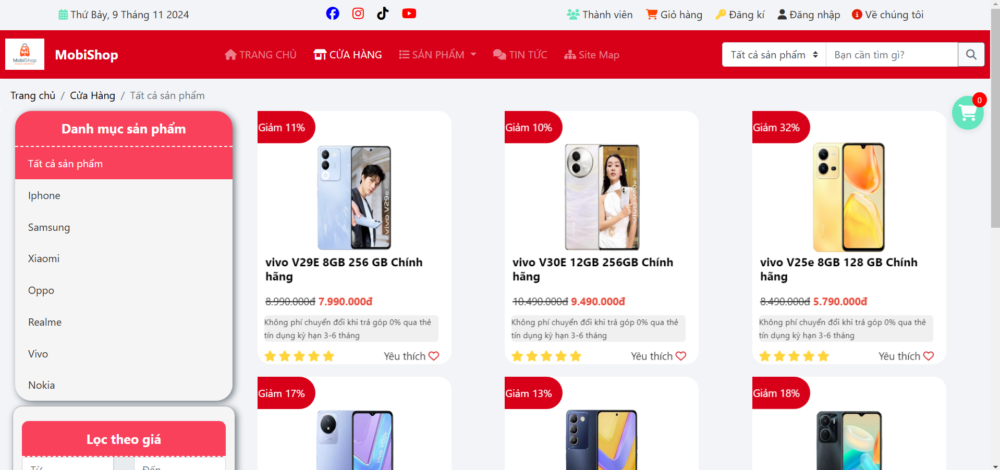 Thứ Bảy, 9 Tháng 11 2024
Thành viên
Giỏ hàng
Đăng kí
Đăng nhập
Về chúng tôi
MobiShop
MobiShop
TRANG CHỦ
CỬA HÀNG
SẢN PHẨM
TIN TỨC
Site Map
Tất cả sản phẩm
Bạn cần tìm gì?
Trang chủ / Cửa Hàng / Tất cả sản phẩm
0
Danh mục sản phẩm
Tất cả sản phẩm
Iphone
Samsung
Xiaomi
Oppo
Realme
Vivo
Nokia
Lọc theo giá
Từ
Đến
Giảm 11%
vivo V29e
vivo V29E 8GB 256 GB Chính
hãng
8.990.000đ 7.990.000đ
Không phí chuyển đổi khi trả góp 0% qua thẻ
tín dụng kỳ hạn 3-6 tháng
Yêu thích
Giảm 10%
vivo V30e
vivo V30E 12GB 256GB Chính
hãng
10.490.000đ 9.490.000đ
Không phí chuyển đổi khi trả góp 0% qua thẻ
tín dụng kỳ hạn 3-6 tháng
Yêu thích
Giảm 32%
vivo V25e 8GB 128 GB Chính
hãng
8.490.000đ 5.790.000đ
Không phí chuyển đổi khi trả góp 0% qua thẻ
tín dụng kỳ hạn 3-6 tháng
Yêu thích
Giảm 17%
vivo Y02t
Giảm 13%
Giảm 18%